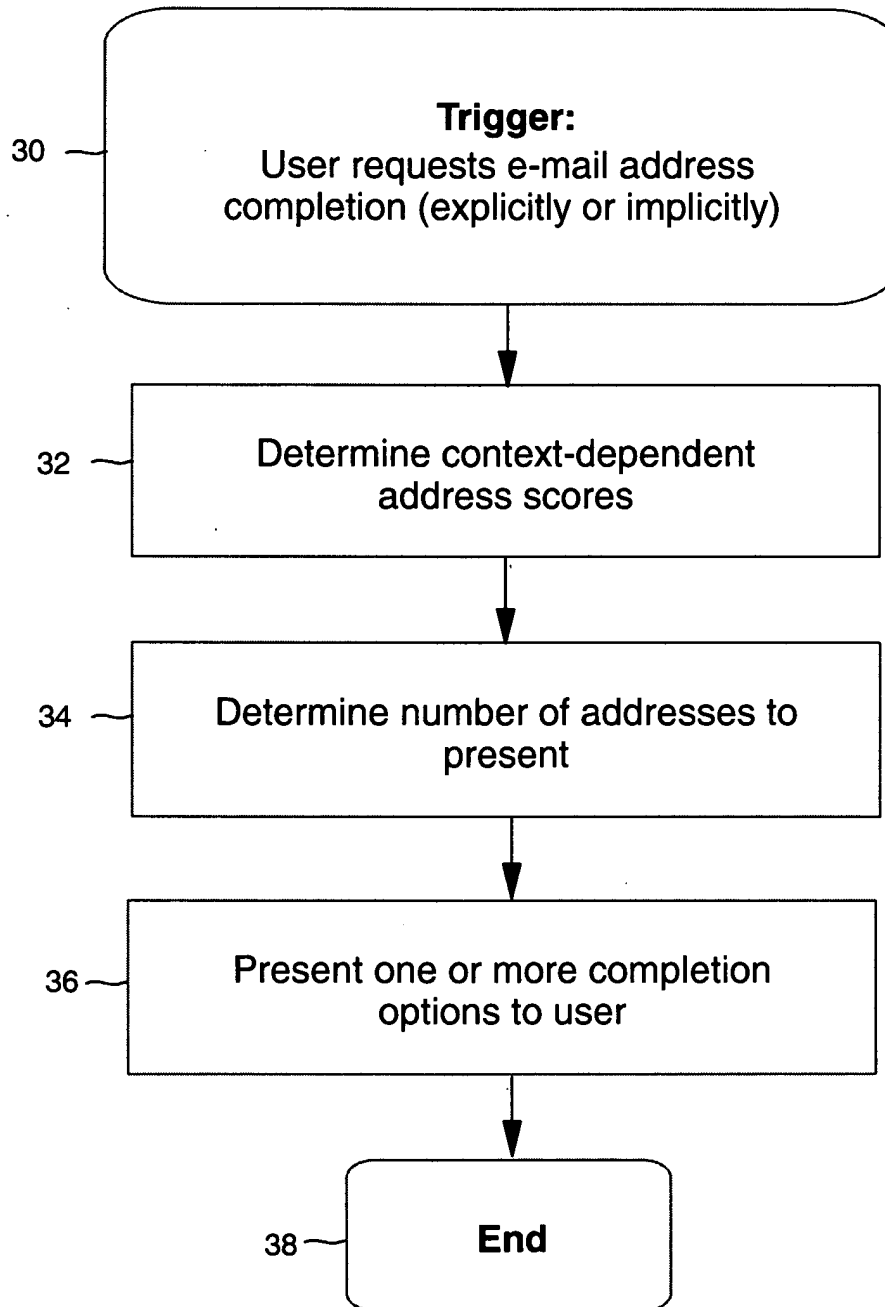 Trigger:
30
User requests e-mail address
completion (explicitly or implicitly)
32
Determine context-dependent
address scores
34
Determine number of addresses to
present
36
Present one or more completion
options to user
38
End